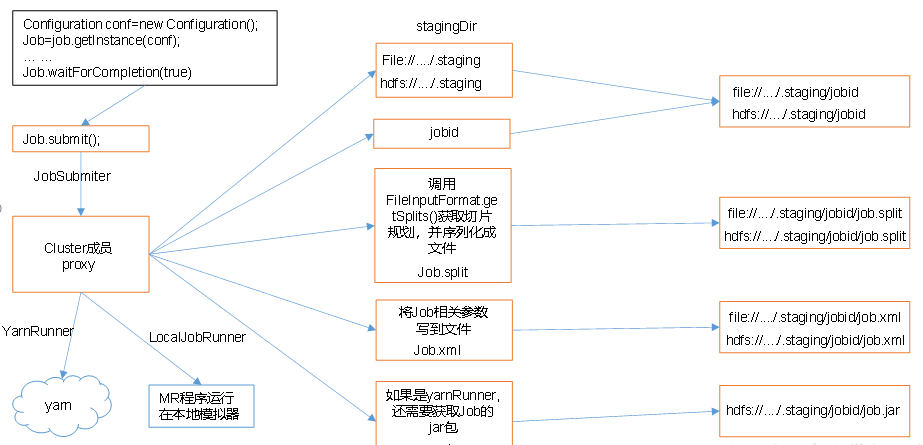 Configuration conf=new Configuration();
Job=job.getInstance(conf);
… …
Job.waitForCompletion(true)
Job.submit();
JobSubmiter
Cluster成员
proxy
YarnRunner
LocalJobRunner
yarn
MR程序运行
在本地模拟器
stagingDir
File://…./.staging
hdfs://…./.staging
jobid
调用
FileInputFormat.ge
tSplits()获取切片
规划，并序列化成
文件
Job.split
将Job相关参数
写到文件
Job.xml
如果是yarnRunner,
还需要获取Job的
jar包
file://…./.staging/jobid
hdfs://…./.staging/jobid
file://…./.staging/jobid/job.split
hdfs://…./.staging/jobid/job.split
file://…./.staging/jobid/job.xml
hdfs://…./.staging/jobid/job.xml
hdfs://…./.staging/jobid/job.jar